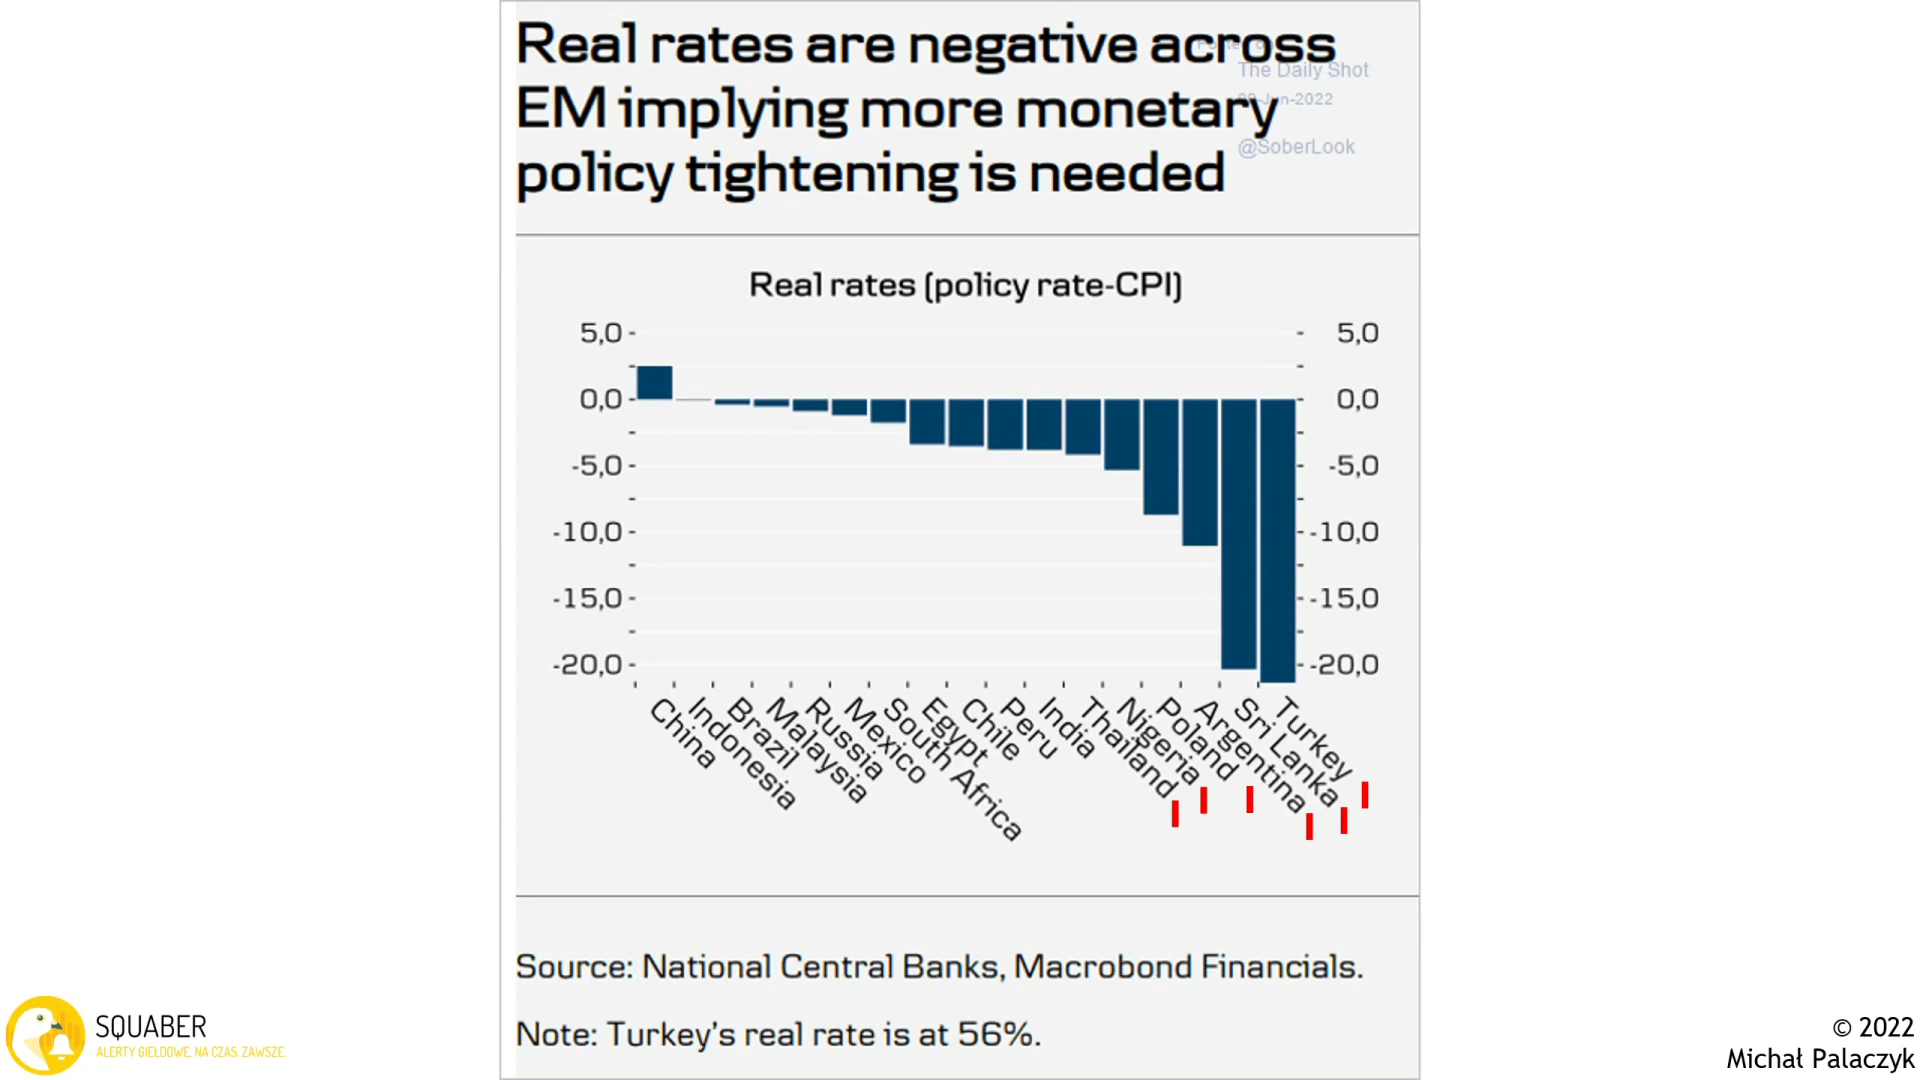 Real rates are negative across
EM implying more monetary
policy tightening is needed
The Daily Shot
@SoberLook
Real rates (policy rate-CPI)
5,0 5,0
0,0 0,0
-5,0 -5,0
-10,0 -10,0
-15,0 -15,0
-20,0 -20,0
China
Indonesia
Brazil
Malaysia
Russia
Mexico
South Africa
Egypt
Chile
Peru
India
Thailand
Nigeria
Poland
Argentina
Sri Lanka
Turkey
Source: National Central Banks, Macrobond Financials.
Note: Turkey's real rate is at 56%.
SQUABER
ALERTY GIEŁDOWE. NA CZAS. ZAWSZE.
© 2022
Michał Palaczyk